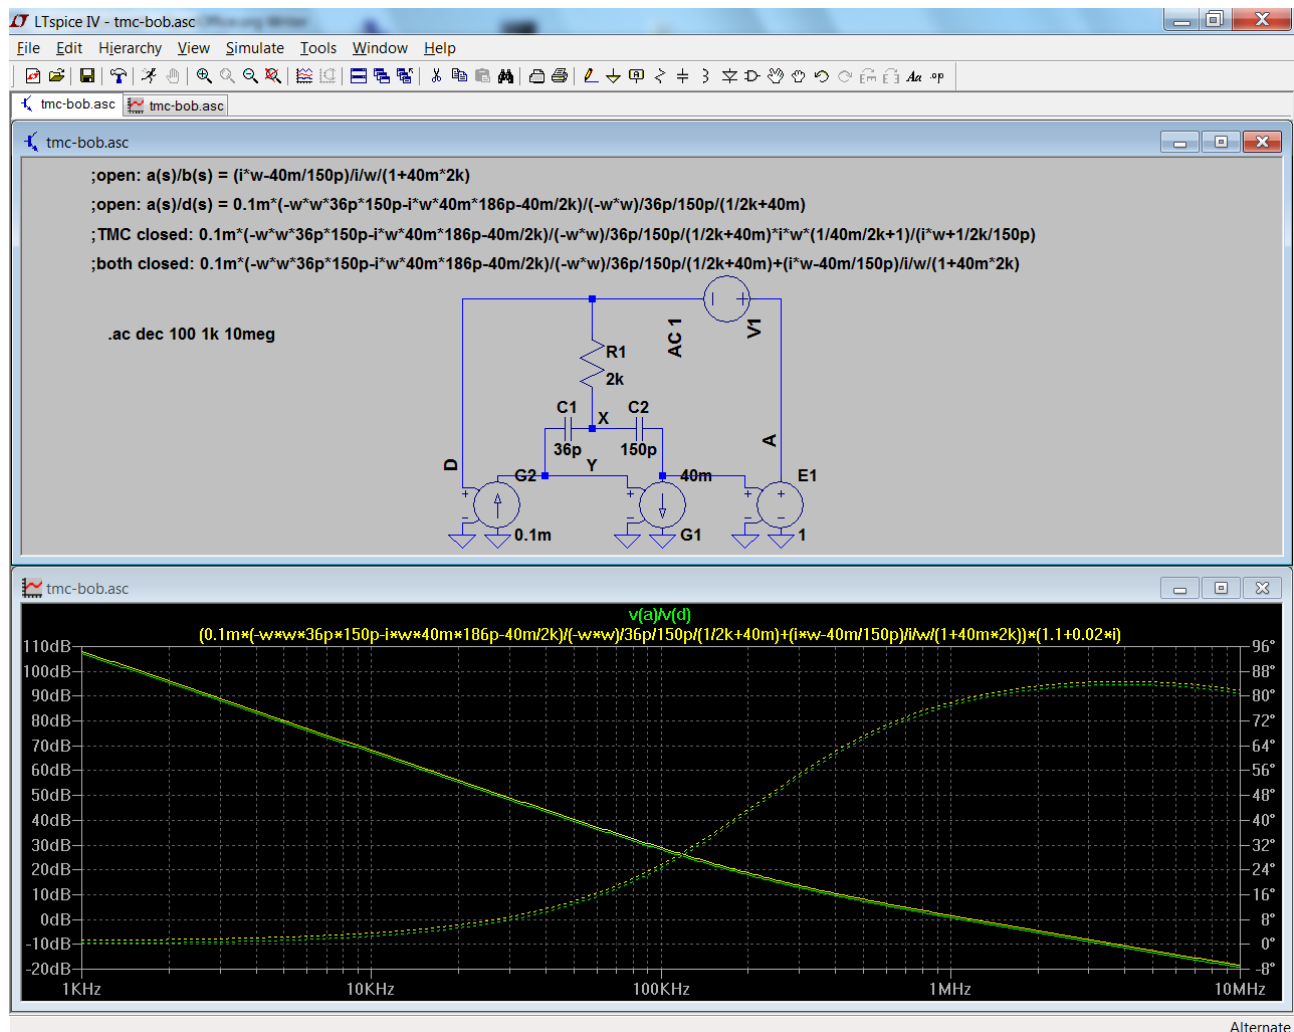 LTspice IV - tmc-bob.asc
File Edit Hierarchy View Simulate Tools Window Help
tmc-bob.asc tmc-bob.asc
tmc-bob.asc
;open: a(s)/b(s) = (i*w-40m/150p)/i/w/(1+40m*2k)
;open: a(s)/d(s) = 0.1m*(-w*w*36p*150p-i*w*40m*186p-40m/2k)/(-w*w)/36p/150p/(1/2k+40m)
;TMC closed: 0.1m*(-w*w*36p*150p-i*w*40m*186p-40m/2k)/(-w*w)/36p/150p/(1/2k+40m)*i*w*(1/40m/2k+1)/(i*w+1/2k/150p)
;both closed: 0.1m*(-w*w*36p*150p-i*w*40m*186p-40m/2k)/(-w*w)/36p/150p/(1/2k+40m)+(i*w-40m/150p)/i/w/(1+40m*2k)
.ac dec 100 1k 10meg
AC 1
V1
R1
2k
C1
X
C2
36p
150p
A
D
Y
G2
40m
E1
0.1m
G1
1
tmc-bob.asc
v(a)/v(d)
(0.1m*(-w*w*36p*150p-i*w*40m*186p-40m/2k)/(-w*w)/36p/150p/(1/2k+40m)+(i*w-40m/150p)/i/w/(1+40m*2k))*(1.1+0.02*i)
110dB 96°
100dB 88°
90dB 80°
80dB 72°
70dB 64°
60dB 56°
50dB 48°
40dB 40°
30dB 32°
20dB 24°
10dB 16°
0dB 8°
-10dB 0°
-20dB -8°
1KHz 10KHz 100KHz 1MHz 10MHz
Alternate